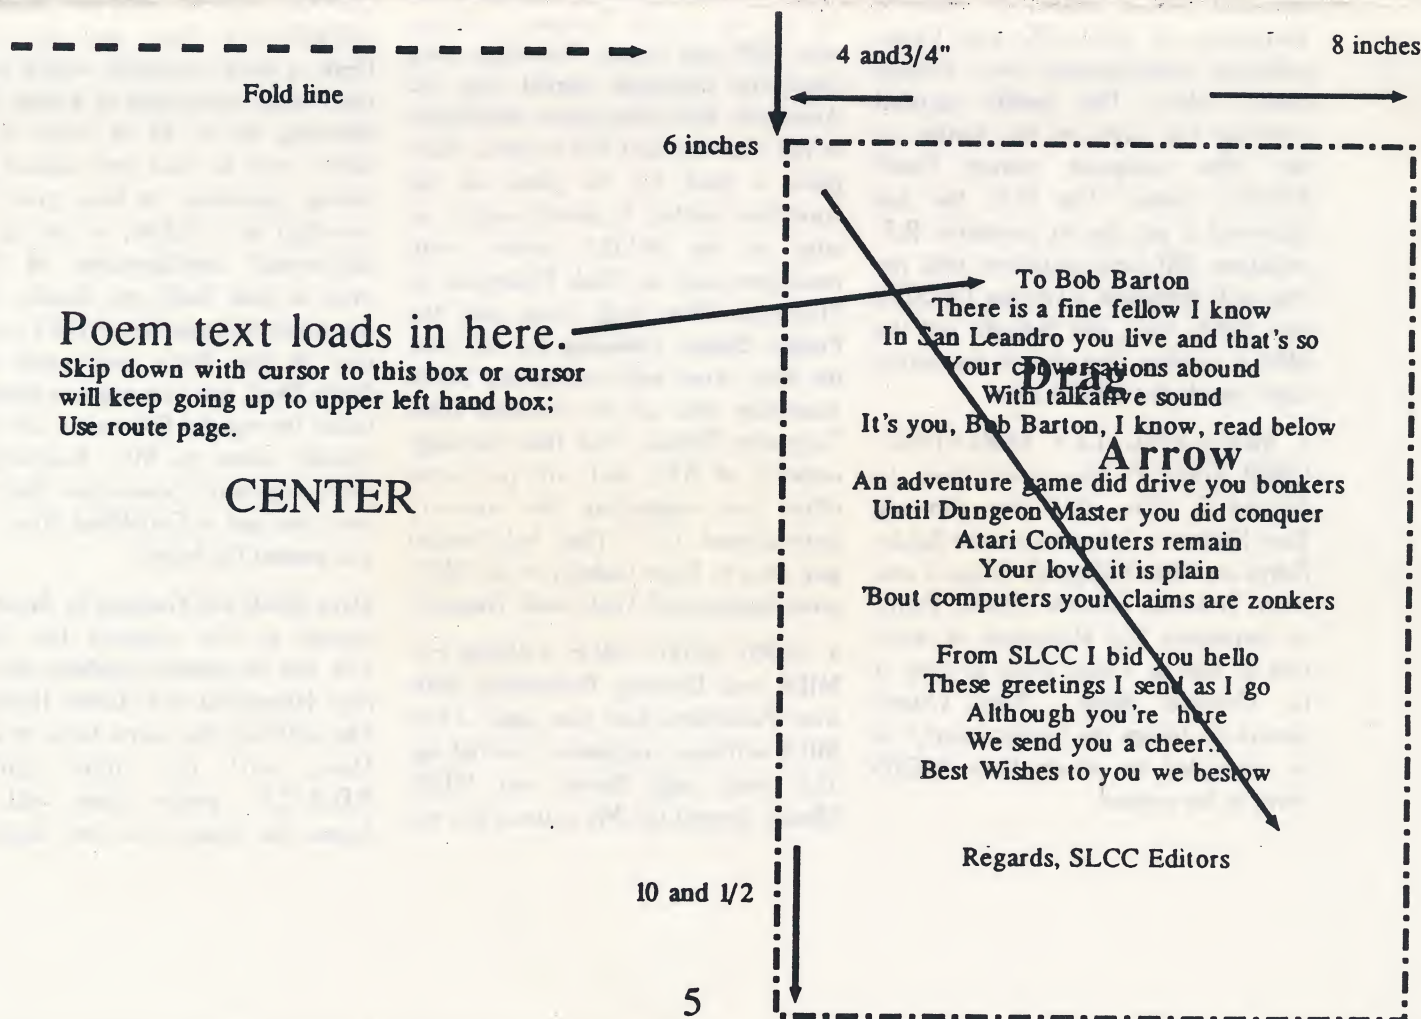 4 and3/4"
8 inches
Fold line
6 inches
To Bob Barton
There is a fine fellow I know
In San Leandro you live and that's so
Your conversations abound
Drag
With talkative sound
It's you, Bob Barton, I know, read below
Arrow
An adventure game did drive you bonkers
Until Dungeon Master you did conquer
Atari Computers remain
Your love it is plain
'Bout computers your claims are zonkers
From SLCC I bid you hello
These greetings I send as I go
Although you're here
We send you a cheer..
Best Wishes to you we bestow
Regards, SLCC Editors
Poem text loads in here.
Skip down with cursor to this box or cursor
will keep going up to upper left hand box;
Use route page.
CENTER
10 and 1/2
5